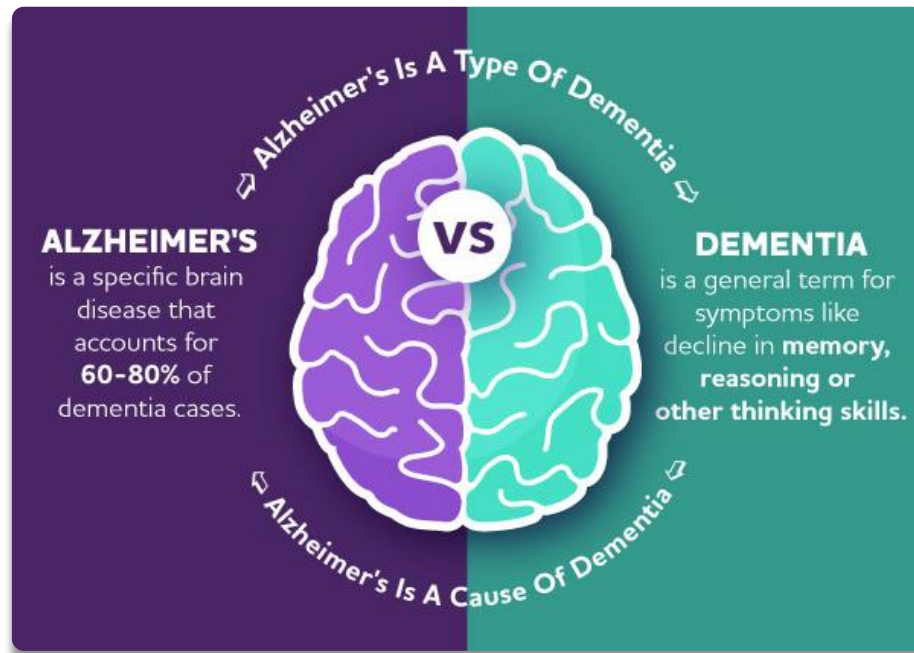 Alzheimer's Is A Type Of Dementia
VS
ALZHEIMER'S
is a specific brain
disease that
accounts for
60-80% of
dementia cases.
DEMENTIA
is a general term for
symptoms like
decline in memory,
reasoning or
other thinking skills.
Alzheimer's Is A Cause Of Dementia